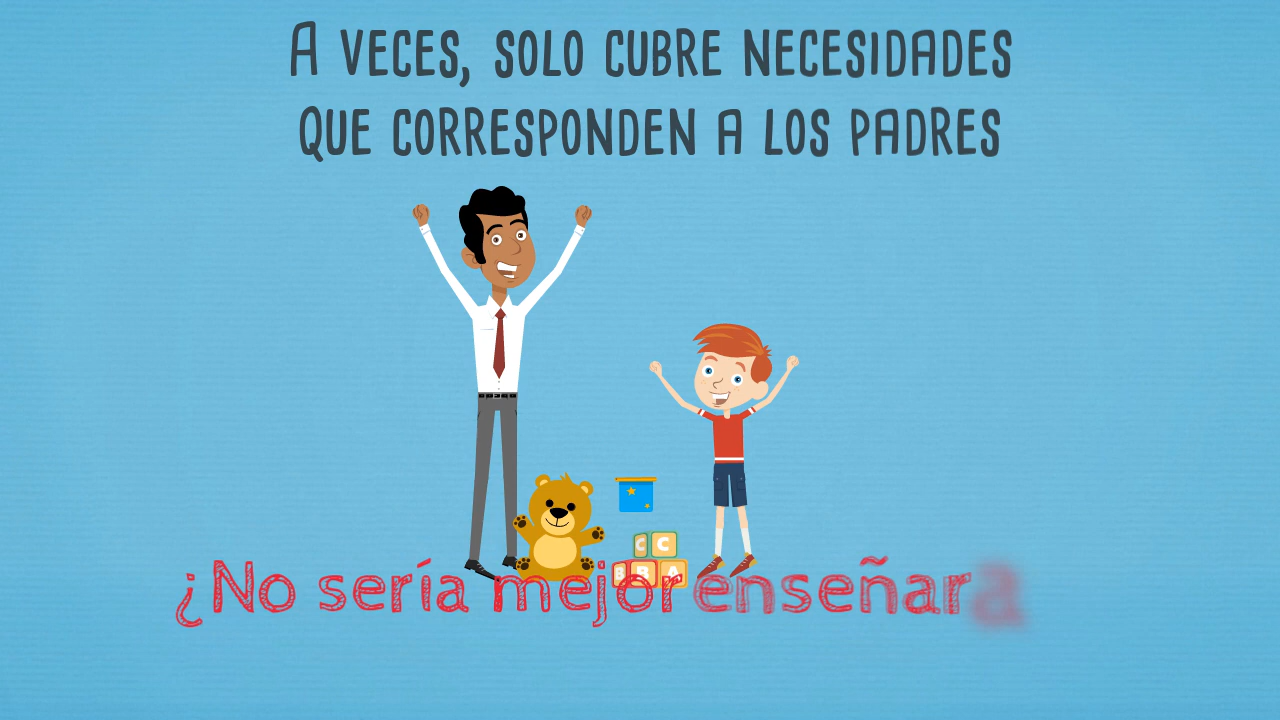 A VECES, SOLO CUBRE NECESIDADES
QUE CORRESPONDEN A LOS PADRES
C C
B B A
¿No sería mejor enseñar a